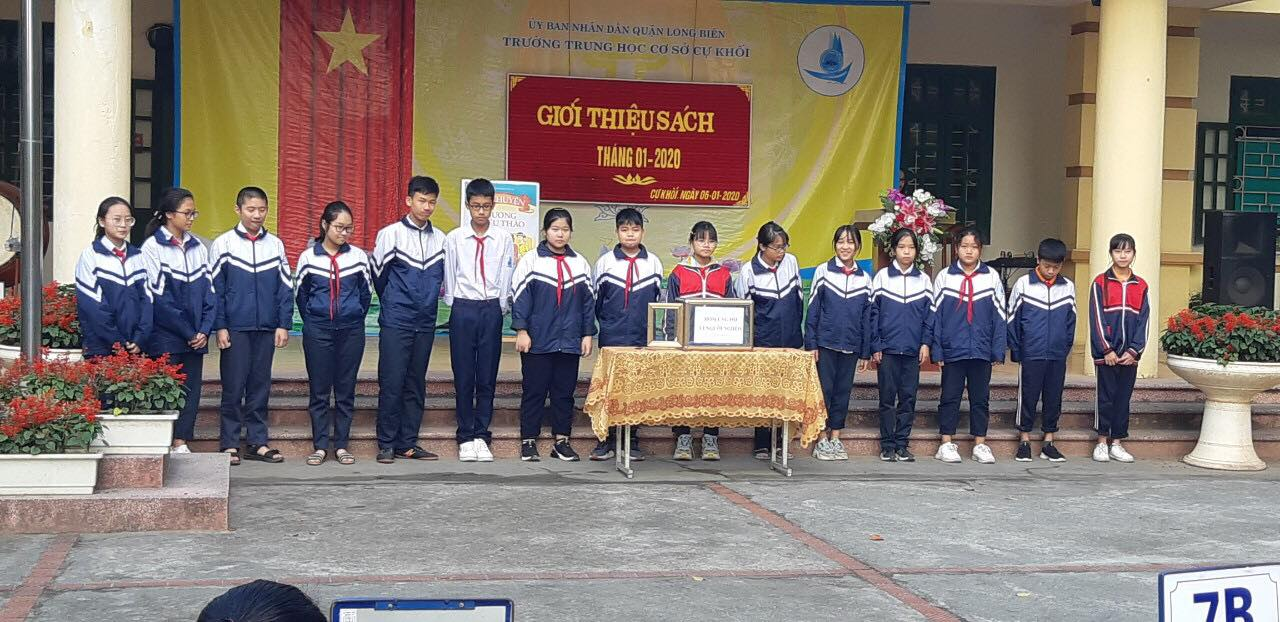 ỦY BAN NHÂN DÂN QUẬN LONG BIÊN
TRƯỜNG TRUNG HỌC CƠ SỞ CỰ KHỐI
GIỚI THIỆU SÁCH
THÁNG 01-2020
CỰ KHỐI, NGÀY 06-01-2020
7B